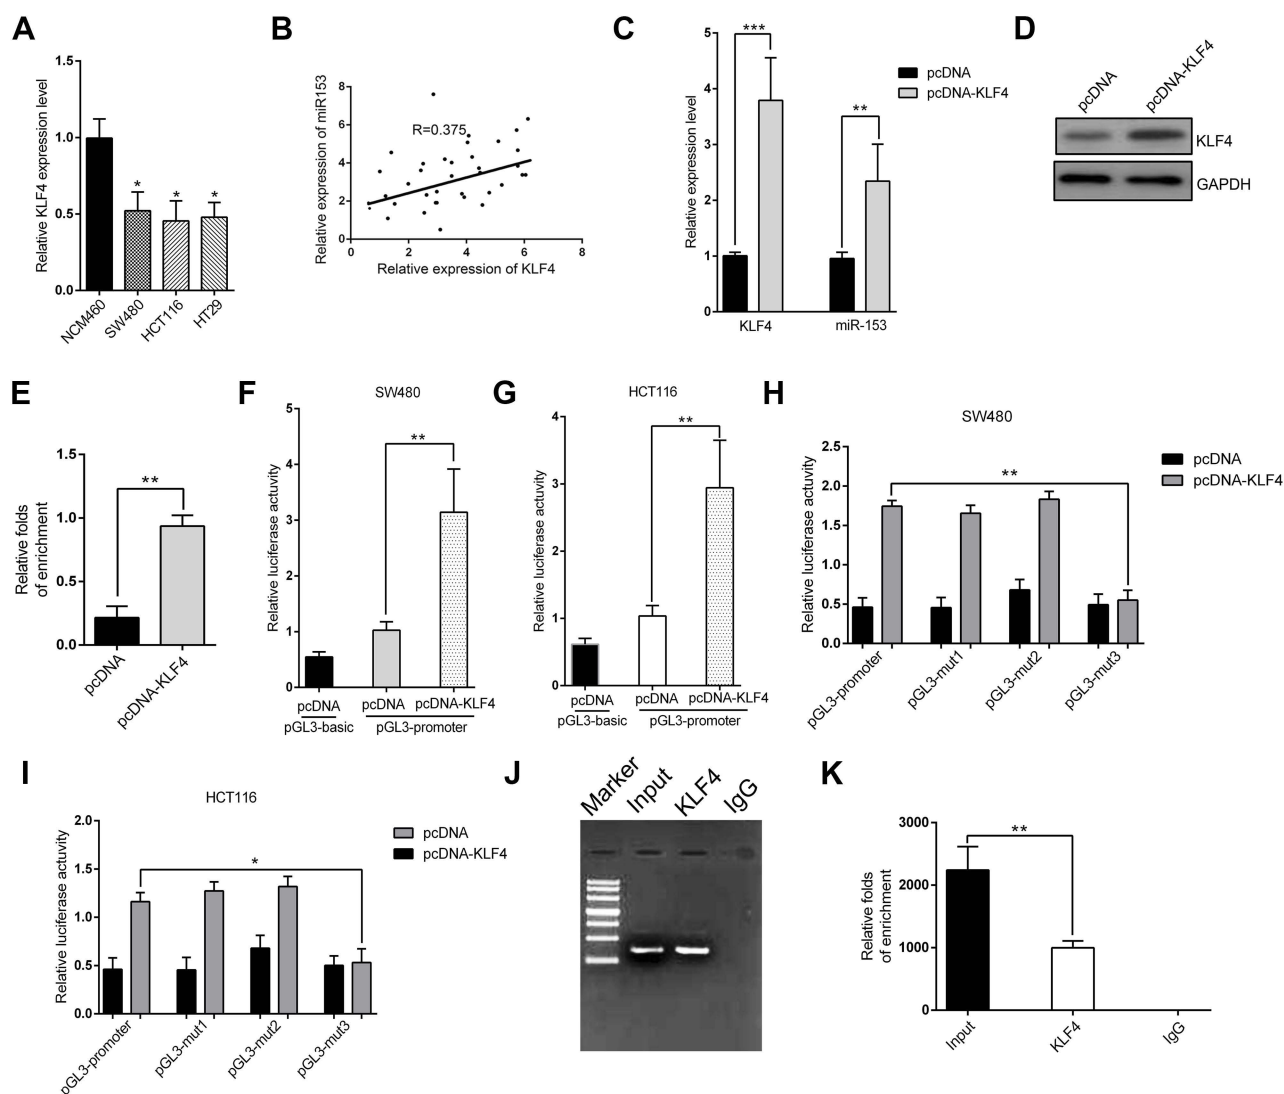 A
Relative KLF4 expression level
1.5
1.0
0.5
0.0
*
*
*
NCM460
SW480
HCT116
HT29
B
Relative expression of miR153
8
6
4
2
0
R=0.375
0
2
4
6
8
Relative expression of KLF4
C
Relative expression level
5
4
3
2
1
0
***
**
KLF4
miR-153
pcDNA
pcDNA-KLF4
D
pcDNA
pcDNA-KLF4
KLF4
GAPDH
E
Relative folds
of enrichment
1.5
1.0
0.5
0.0
**
pcDNA
pcDNA-KLF4
F
SW480
Relative luciferase actuvity
5
4
3
2
1
0
**
pcDNA
pcDNA
pcDNA-KLF4
pGL3-basic
pGL3-promoter
G
HCT116
Relative luciferase actuvity
4
3
2
1
0
**
pcDNA
pcDNA
pcDNA-KLF4
pGL3-basic
pGL3-promoter
H
SW480
Relative luciferase actuvity
2.5
2.0
1.5
1.0
0.5
0.0
**
pGL3-promoter
pGL3-mut1
pGL3-mut2
pGL3-mut3
pcDNA
pcDNA-KLF4
I
HCT116
Relative luciferase actuvity
2.0
1.5
1.0
0.5
0.0
*
pGL3-promoter
pGL3-mut1
pGL3-mut2
pGL3-mut3
pcDNA
pcDNA-KLF4
J
Marker
Input
KLF4
IgG
K
Relative folds
of enrichment
3000
2000
1000
0
**
Input
KLF4
IgG